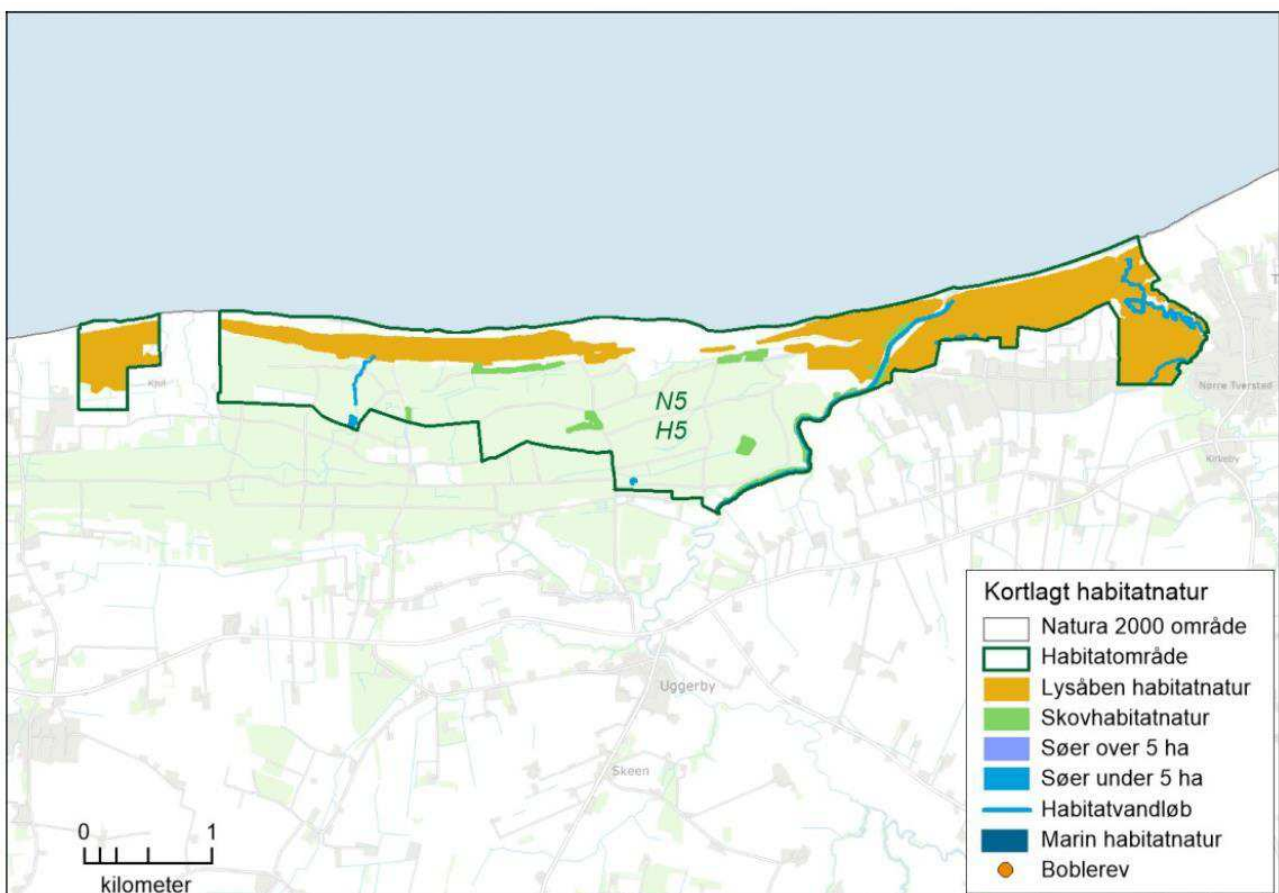 Kjul
N5
H5
Nørre Tversted
Kirkeby
Uggerby
Skeen
Kortlagt habitatnatur
Natura 2000 område
Habitatområde
Lysåben habitatnatur
Skovhabitatnatur
Søer over 5 ha
Søer under 5 ha
Habitatvandløb
Marin habitatnatur
Boblerev
0 1
kilometer